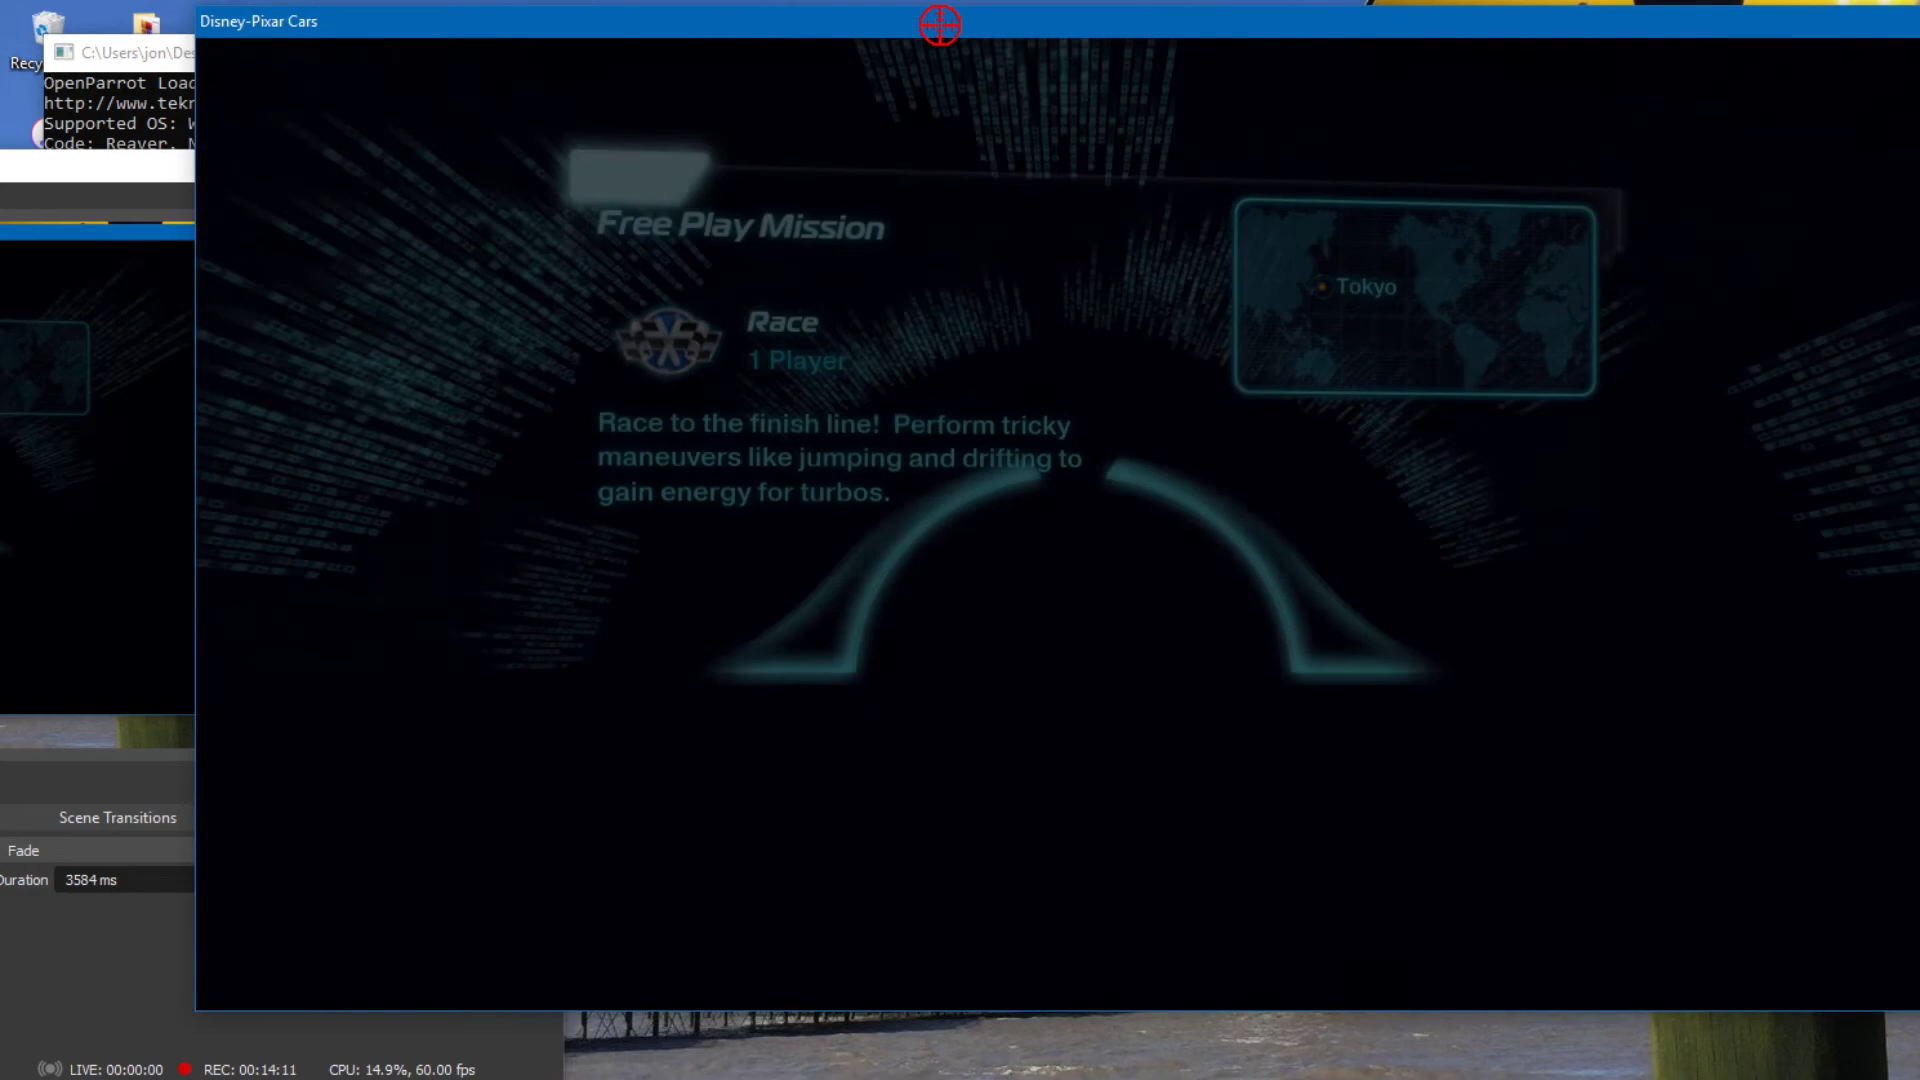 Disney-Pixar Cars
Recy
C:\Users\jon\Des
OpenParrot Load
http://www.tekn
Supported OS: W
Code: Reaver, N
Free Play Mission
Race
1 Player
Tokyo
Race to the finish line! Perform tricky
maneuvers like jumping and drifting to
gain energy for turbos.
Scene Transitions
Fade
Duration 3584 ms
LIVE: 00:00:00 REC: 00:14:11 CPU: 14.9%, 60.00 fps